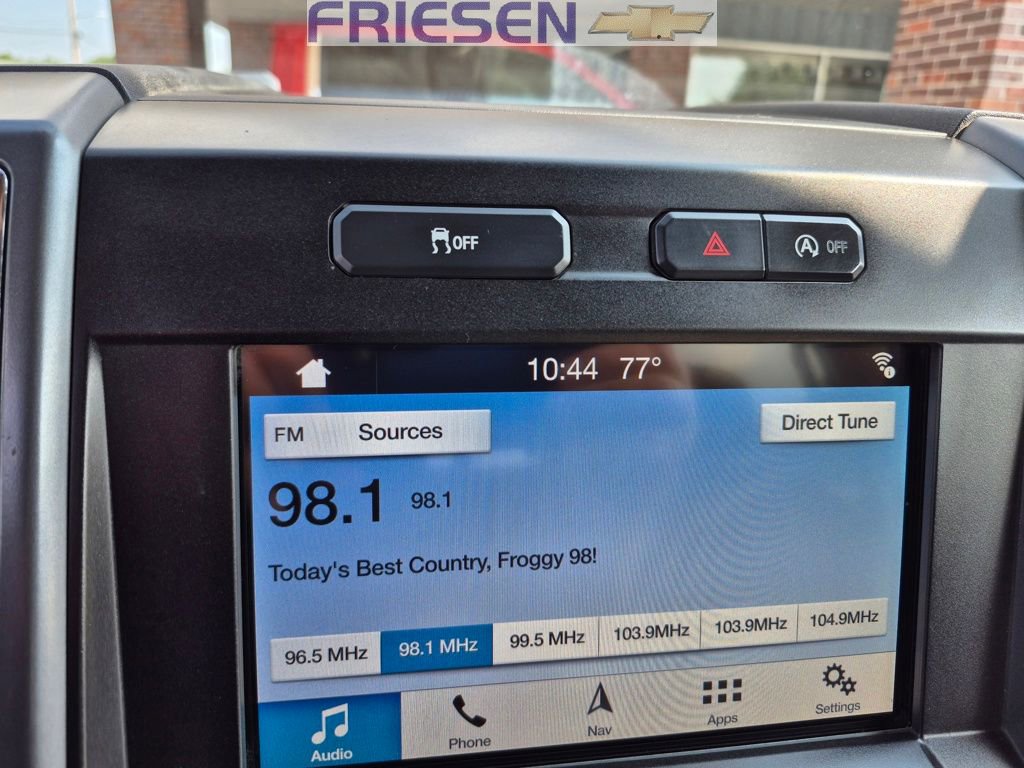 FRIESEN
OFF
A OFF
10:44 77°
FM Sources
Direct Tune
98.1 98.1
Today's Best Country, Froggy 98!
96.5 MHz 98.1 MHz 99.5 MHz 103.9MHz 103.9MHz 104.9MHz
Audio Phone Nav Apps Settings